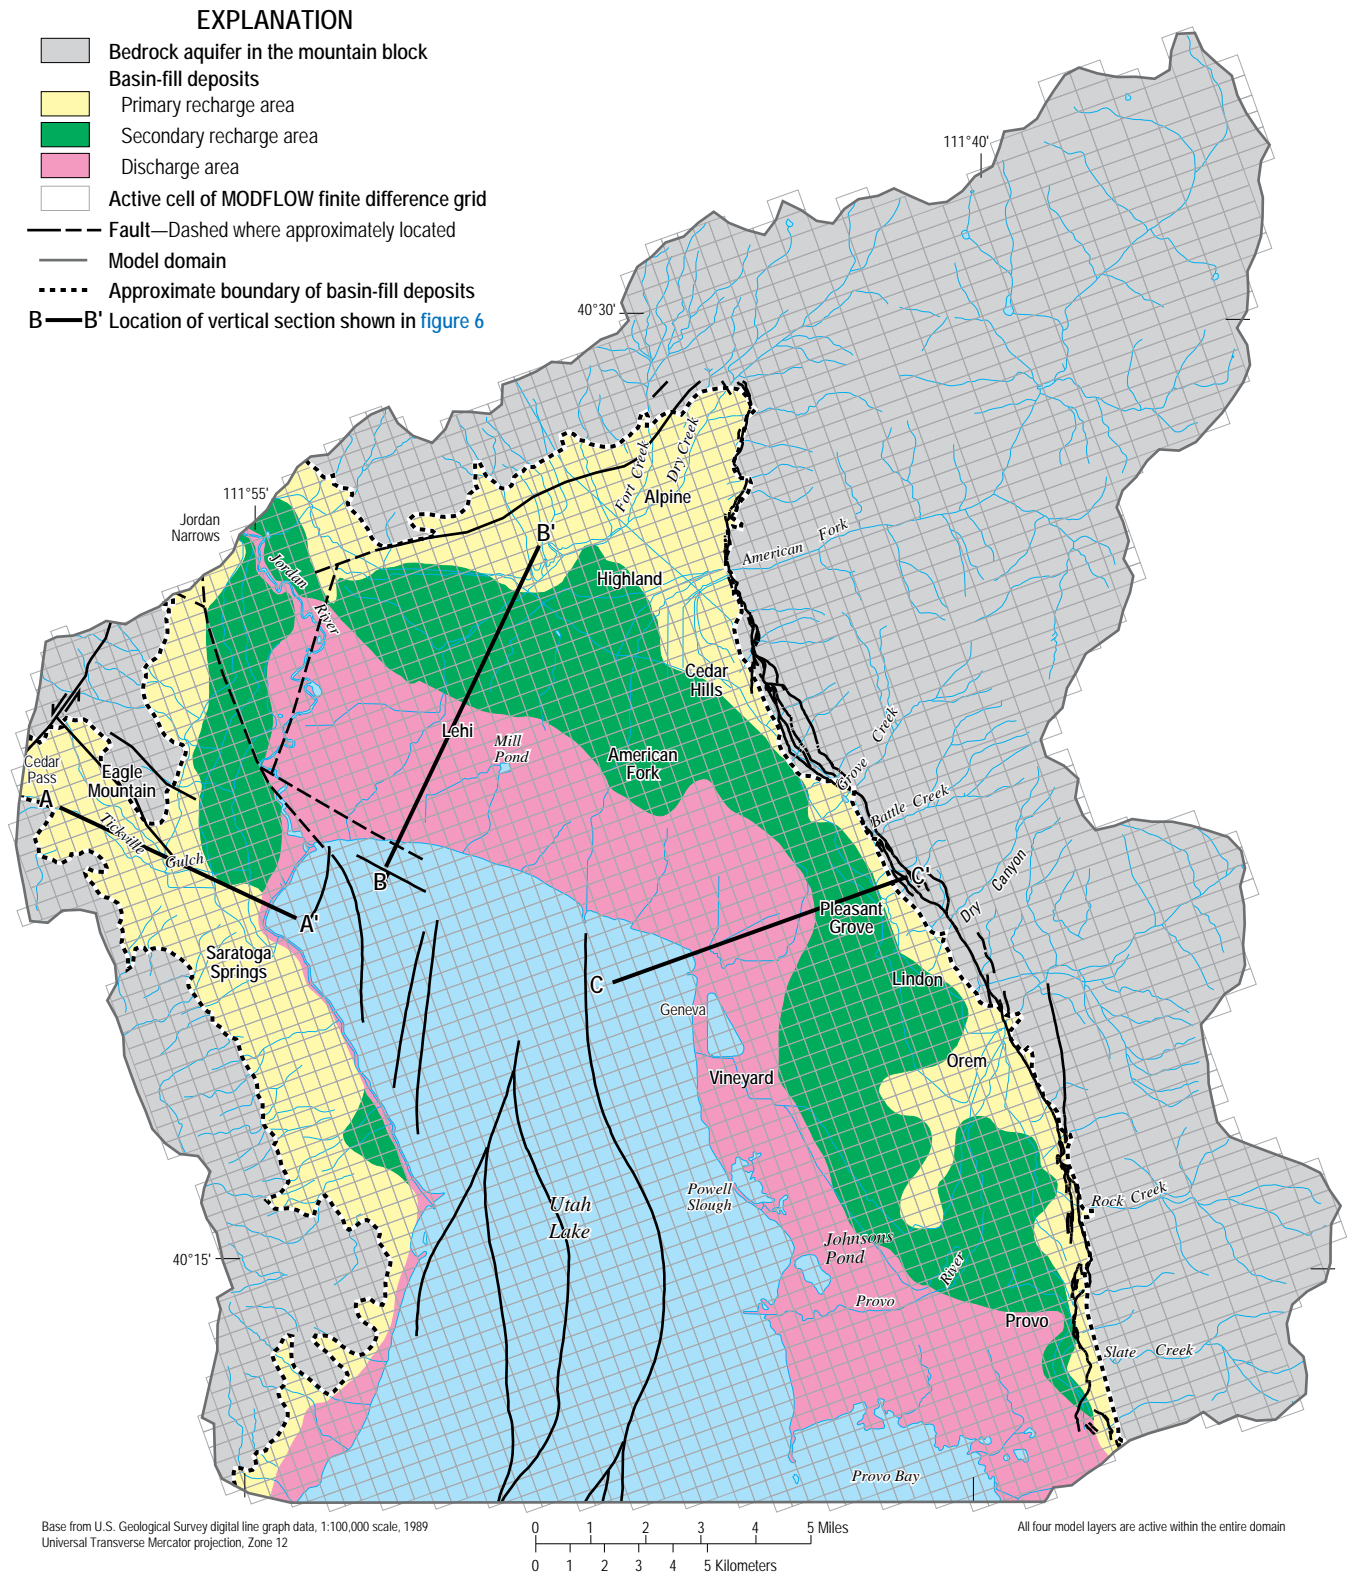 EXPLANATION
Bedrock aquifer in the mountain block
Basin-fill deposits
Primary recharge area
Secondary recharge area
Discharge area
Active cell of MODFLOW finite difference grid
Fault—Dashed where approximately located
Model domain
Approximate boundary of basin-fill deposits
B B' Location of vertical section shown in figure 6
111°40'
40°30'
111°55'
Jordan
Narrows
Jordan
River
Fort Creek
Dry Creek
Alpine
B'
American Fork
Highland
Cedar
Hills
Lehi
Mill
Pond
American
Fork
Grove Creek
Battle Creek
Cedar
Pass
Eagle
Mountain
A
Tickville
Gulch
B
A'
C'
Dry Canyon
Pleasant
Grove
Saratoga
Springs
Lindon
C
Geneva
Orem
Vineyard
Powell
Slough
Utah
Lake
Rock Creek
Johnsons
Pond
40°15'
Provo
River
Provo
Slate Creek
Provo Bay
Base from U.S. Geological Survey digital line graph data, 1:100,000 scale, 1989
Universal Transverse Mercator projection, Zone 12
0 1 2 3 4 5 Miles
0 1 2 3 4 5 Kilometers
All four model layers are active within the entire domain